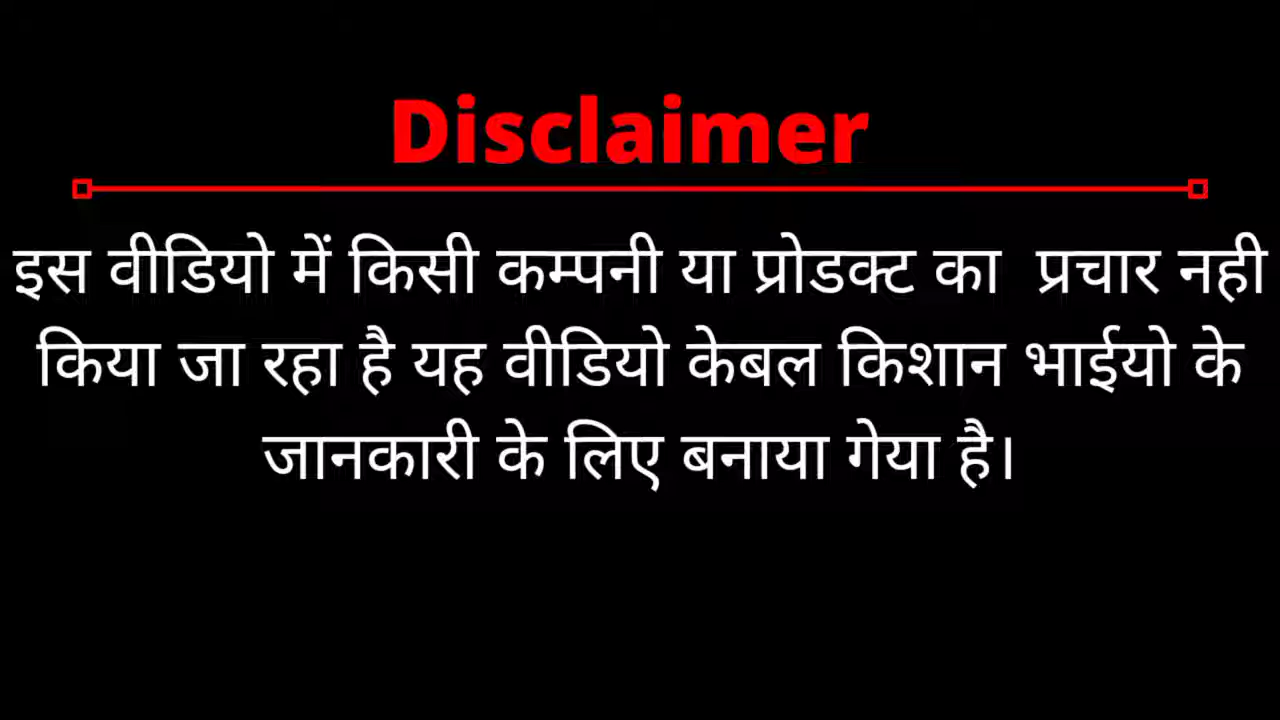 Disclaimer
इस वीडियो में किसी कम्पनी या प्रोडक्ट का प्रचार नही
किया जा रहा है यह वीडियो केबल किशान भाईयो के
जानकारी के लिए बनाया गेया है।